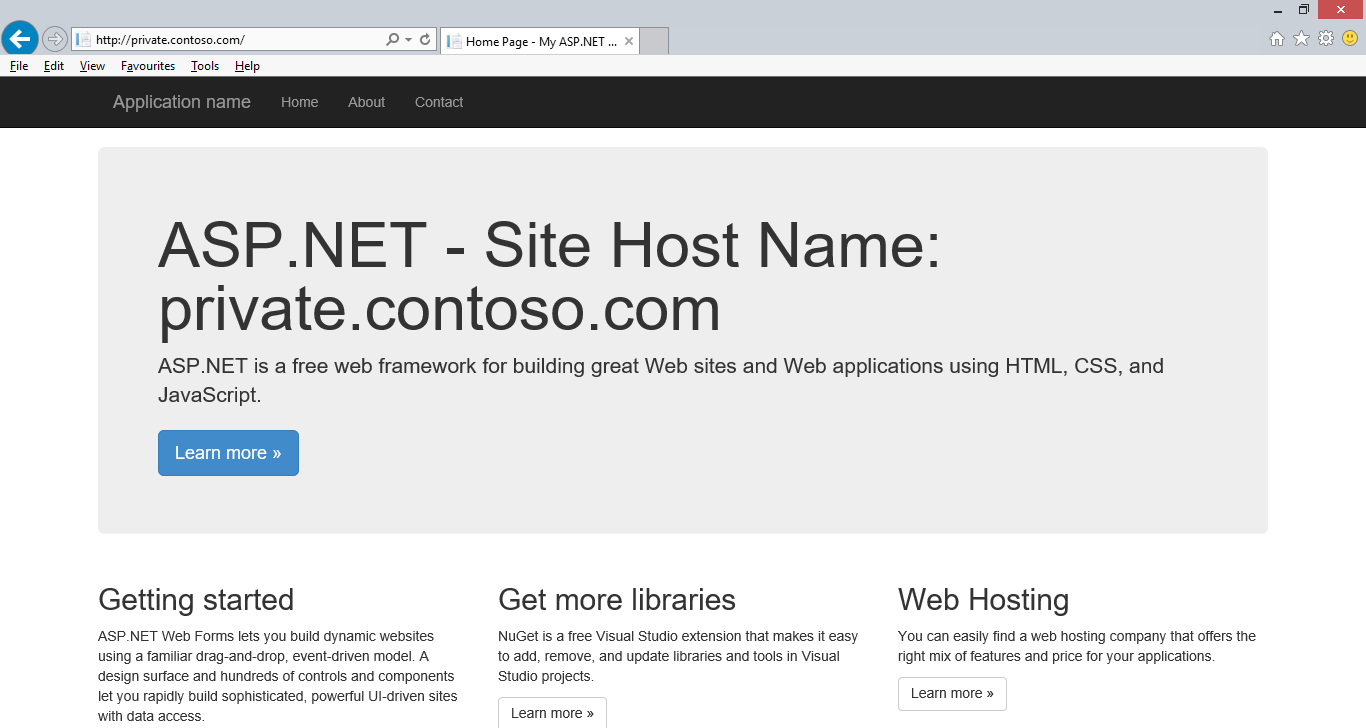 http://private.contoso.com/
Home Page - My ASP.NET ...
File Edit View Favourites Tools Help
Application name Home About Contact
ASP.NET - Site Host Name:
private.contoso.com
ASP.NET is a free web framework for building great Web sites and Web applications using HTML, CSS, and
JavaScript.
Learn more »
Getting started
ASP.NET Web Forms lets you build dynamic websites
using a familiar drag-and-drop, event-driven model. A
design surface and hundreds of controls and components
let you rapidly build sophisticated, powerful UI-driven sites
with data access.
Get more libraries
NuGet is a free Visual Studio extension that makes it easy
to add, remove, and update libraries and tools in Visual
Studio projects.
Learn more »
Web Hosting
You can easily find a web hosting company that offers the
right mix of features and price for your applications.
Learn more »